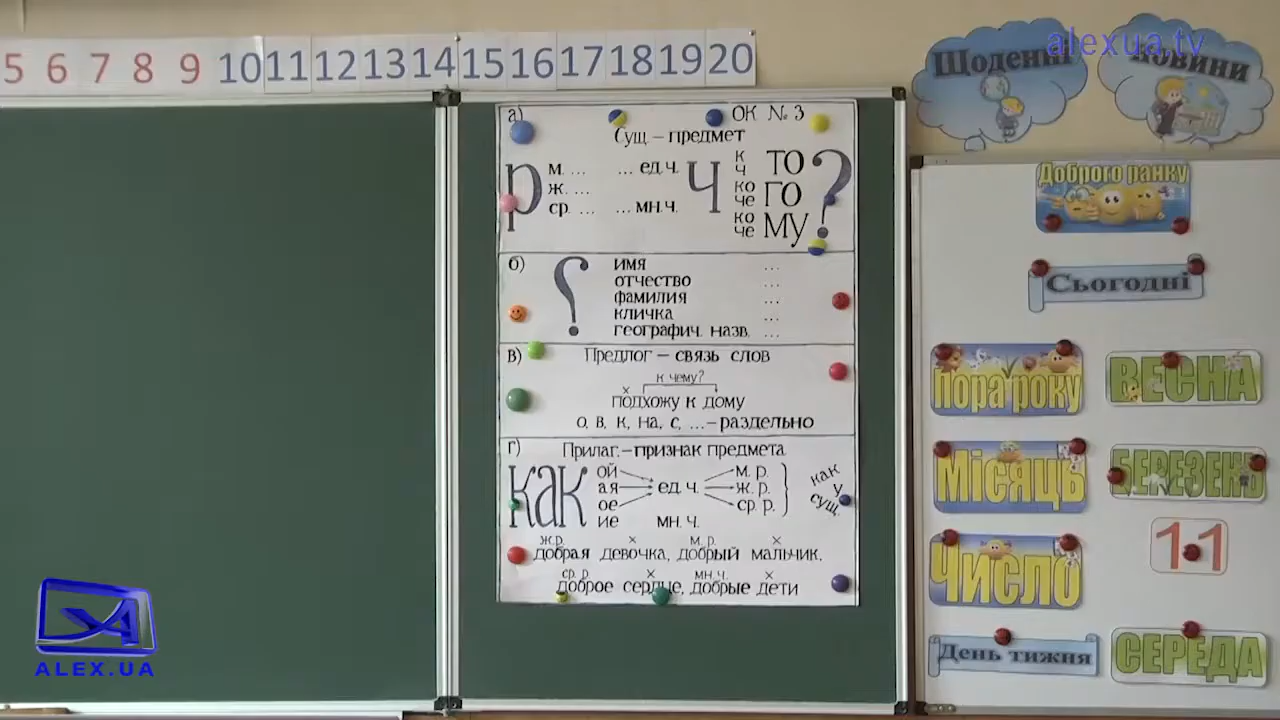 alexua.tv
5 6 7 8 9 10 11 12 13 14 15 16 17 18 19 20
Щоденні новини
а) ОК № 3
Сущ. – предмет
р м. ... ... ед.ч. ч к ч то ?
ж. ... ко че го
ср. ... ... мн.ч. ко че му
б) ? имя ...
отчество ...
фамилия ...
кличка ...
географич. назв. ...
в) Предлог – связь слов
к чему?
х
подхожу к дому
о, в, к, на, с, ... – раздельно
г) Прилаг. – признак предмета
как ой м. р. как
ая ед. ч. ж. р. у
ое ср. р. сущ.
ие мн. ч.
ж.р. х м.р. х
добрая девочка, добрый мальчик,
ср. р. х мн.ч. х
доброе сердце, добрые дети
Доброго ранку
Сьогодні
Пора року ВЕСНА
Місяць БЕРЕЗЕНЬ
Число 11
День тижня СЕРЕДА
ALEX.UA